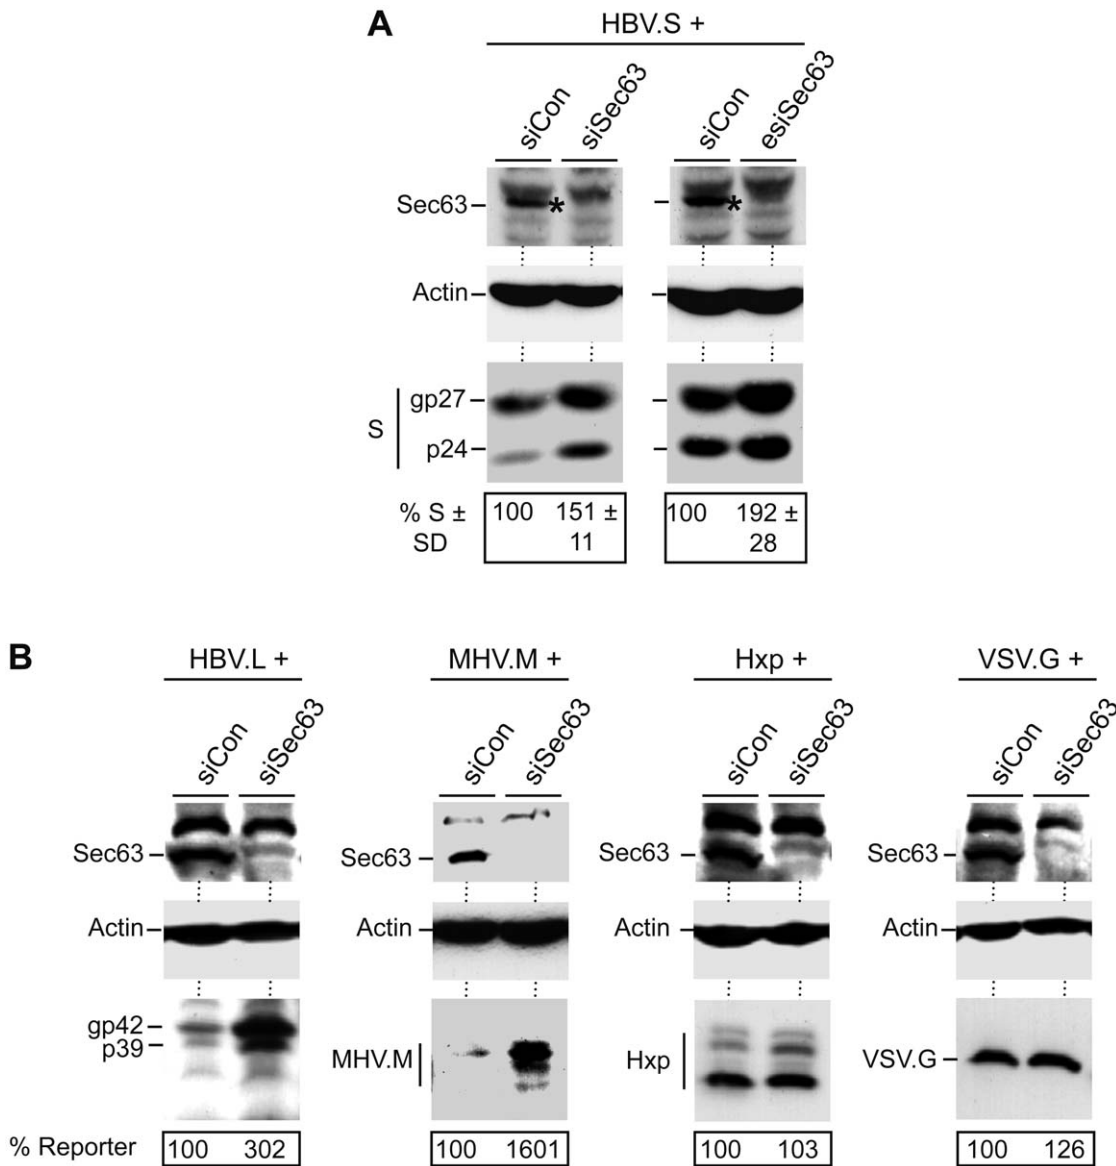 A
HBV.S +
siCon siSec63 siCon esiSec63
Sec63 * *
Actin
S gp27
p24
% S ± SD 100 151 ± 11 100 192 ± 28
B
HBV.L + MHV.M + Hxp + VSV.G +
siCon siSec63 siCon siSec63 siCon siSec63 siCon siSec63
Sec63 Sec63 Sec63 Sec63
Actin Actin Actin Actin
gp42
p39 MHV.M Hxp VSV.G
% Reporter 100 302 100 1601 100 103 100 126